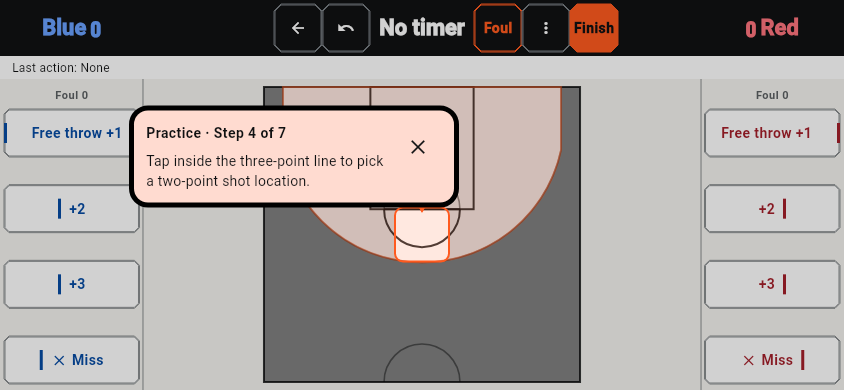 Blue 0
No timer
Foul
Finish
0 Red
Last action: None
Foul 0
Free throw +1
+2
+3
× Miss
Practice · Step 4 of 7
Tap inside the three-point line to pick
a two-point shot location.
Foul 0
Free throw +1
+2
+3
× Miss